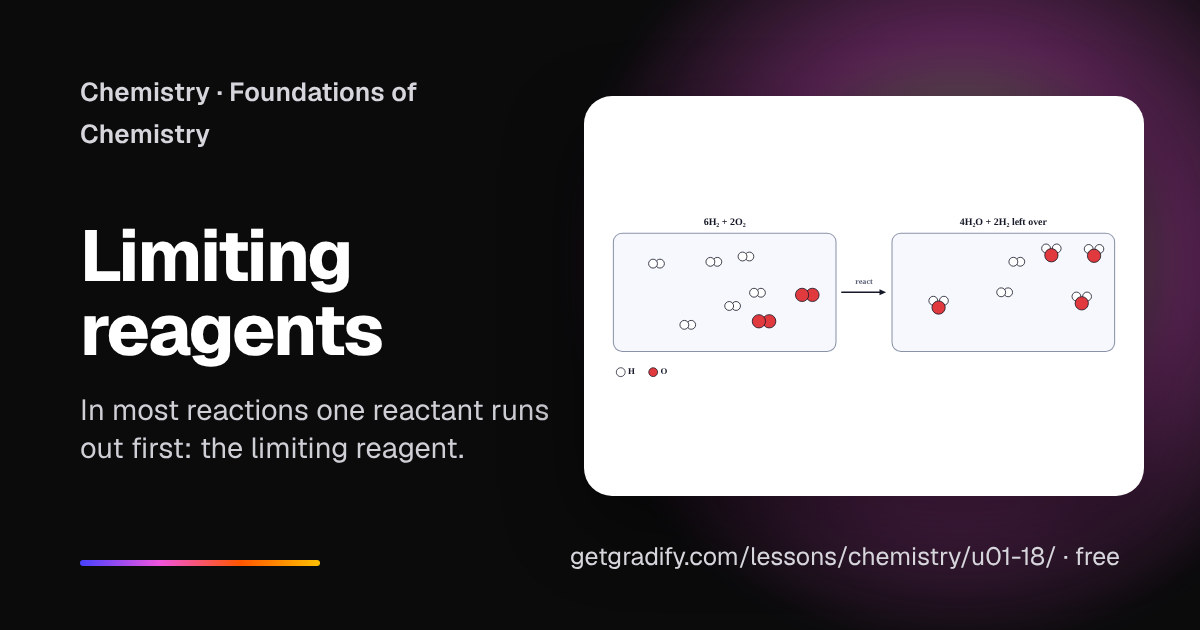 Chemistry · Foundations of
Chemistry
Limiting
reagents
In most reactions one reactant runs
out first: the limiting reagent.
6H₂ + 2O₂
react
4H₂O + 2H₂ left over
H
O
getgradify.com/lessons/chemistry/u01-18/ · free